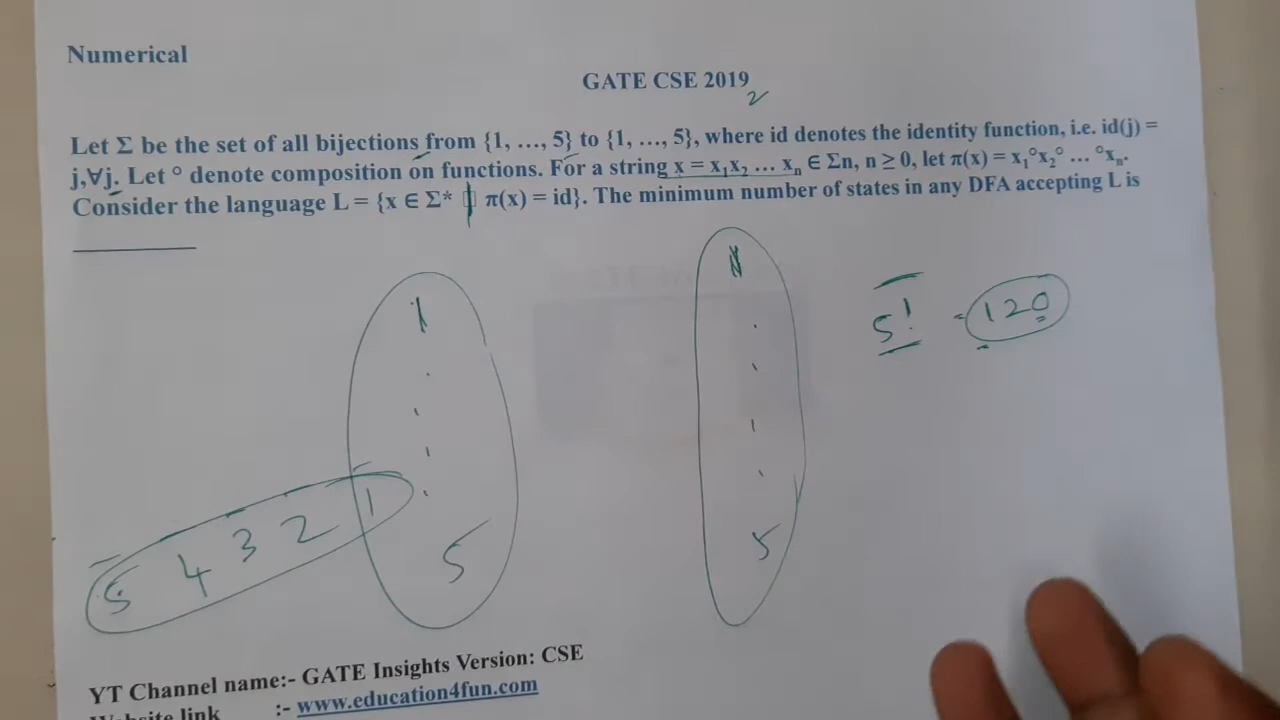 Numerical
GATE CSE 2019
2
Let Σ be the set of all bijections from {1, …, 5} to {1, …, 5}, where id denotes the identity function, i.e. id(j) =
j,∀j. Let ° denote composition on functions. For a string x = x₁x₂ … xₙ ∈ Σn, n ≥ 0, let π(x) = x₁°x₂° … °xₙ.
Consider the language L = {x ∈ Σ* | π(x) = id}. The minimum number of states in any DFA accepting L is
1
5
5 4 3 2 1
5
5! = 120
YT Channel name:- GATE Insights Version: CSE
Website link :- www.education4fun.com